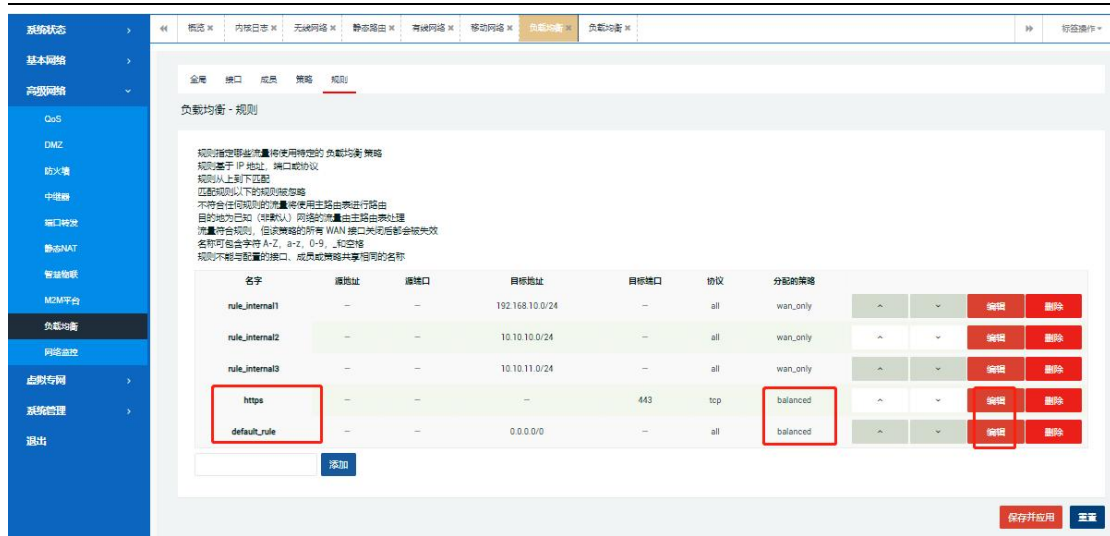 系统状态
基本网络
高级网络
QoS
DMZ
防火墙
中继器
端口转发
静态NAT
智慧物联
M2M平台
负载均衡
网络监控
虚拟专网
系统管理
退出
概览 内核日志 无线网络 静态路由 有线网络 移动网络 负载均衡 负载均衡 标签操作
全局 接口 成员 策略 规则
负载均衡 - 规则
规则指定哪些流量将使用特定的 负载均衡 策略
规则基于 IP 地址，端口或协议
规则从上到下匹配
匹配规则以下的规则被忽略
不符合任何规则的流量将使用主路由表进行路由
目的地为已知（非默认）网络的流量由主路由表处理
流量符合规则，但该策略的所有 WAN 接口关闭后都会被失效
名称可包含字符 A-Z，a-z，0-9，_和空格
规则不能与配置的接口、成员或策略共享相同的名称
名字 源地址 源端口 目标地址 目标端口 协议 分配的策略
rule_internal1 — — 192.168.10.0/24 — all wan_only 编辑 删除
rule_internal2 — — 10.10.10.0/24 — all wan_only 编辑 删除
rule_internal3 — — 10.10.11.0/24 — all wan_only 编辑 删除
https — — — 443 tcp balanced 编辑 删除
default_rule — — 0.0.0.0/0 — all balanced 编辑 删除
添加
保存并应用 重置